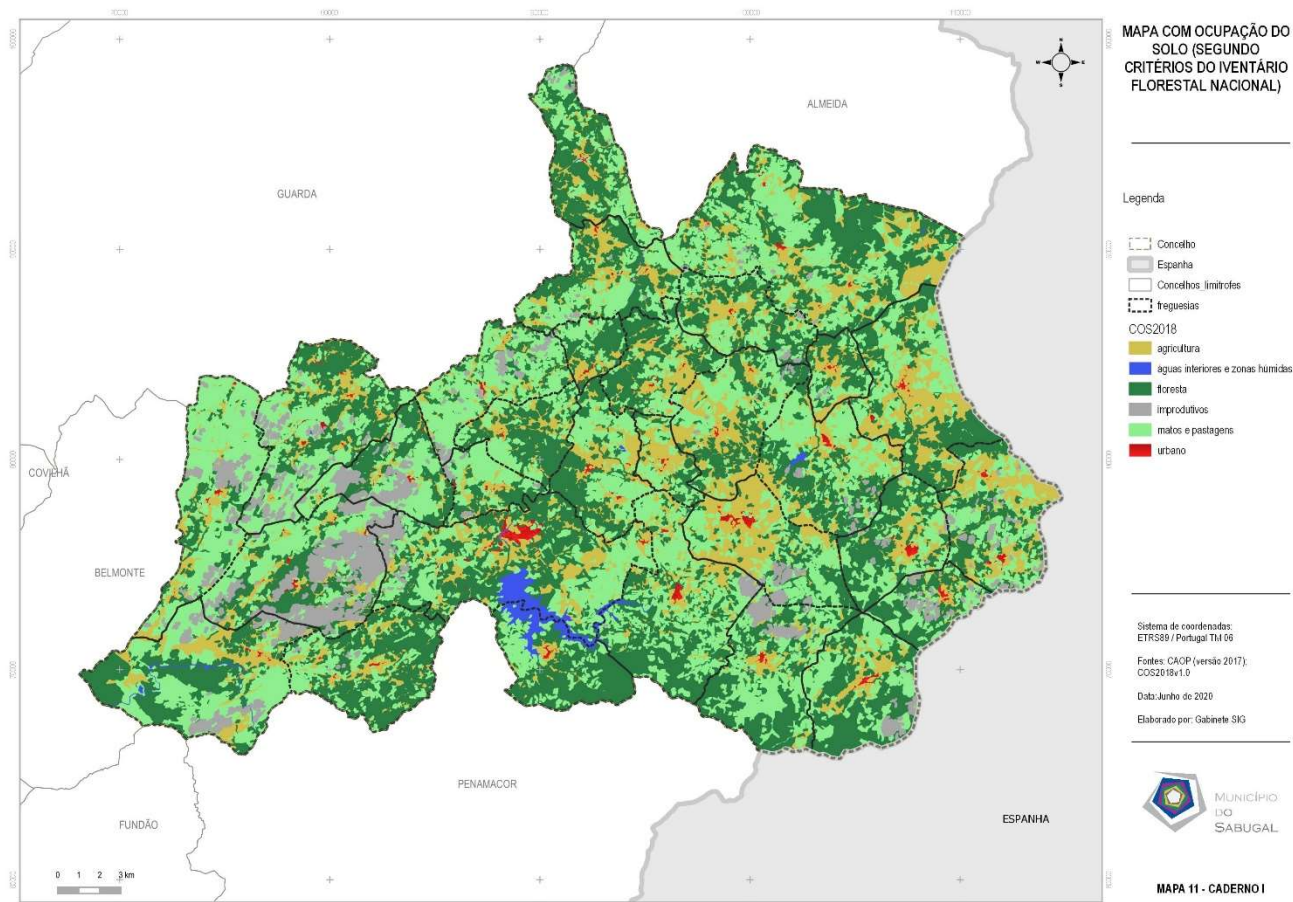 MAPA COM OCUPAÇÃO DO
SOLO (SEGUNDO
CRITÉRIOS DO IVENTÁRIO
FLORESTAL NACIONAL)
Legenda
Concelho
Espanha
Concelhos_limitrofes
freguesias
COS2018
agricultura
águas interiores e zonas húmidas
floresta
improdutivos
matos e pastagens
urbano
Sistema de coordenadas:
ETRS89 / Portugal TM 06
Fontes: CAOP (versão 2017);
COS2018v1.0
Data:Junho de 2020
Elaborado por: Gabinete SIG
MUNICÍPIO
DO
SABUGAL
MAPA 11 - CADERNO I
N
W
E
S
ALMEIDA
GUARDA
COVILHÃ
BELMONTE
PENAMACOR
FUNDÃO
ESPANHA
0 1 2 3 km